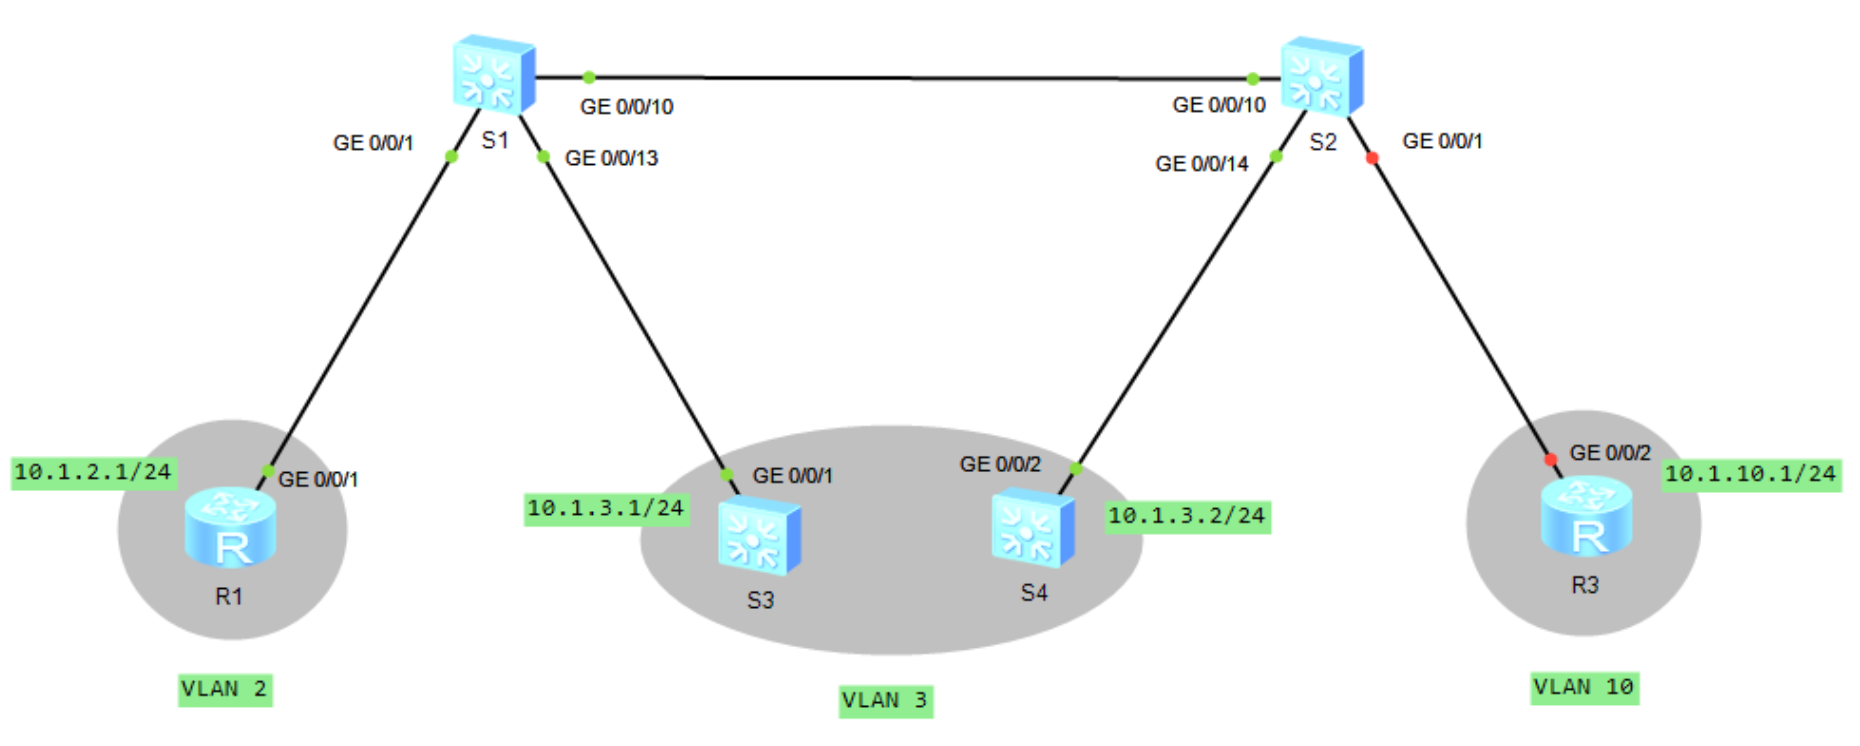 GE 0/0/10
GE 0/0/10
GE 0/0/1
S1
GE 0/0/13
GE 0/0/14
S2
GE 0/0/1
10.1.2.1/24
GE 0/0/1
10.1.3.1/24
GE 0/0/1
GE 0/0/2
10.1.3.2/24
GE 0/0/2
10.1.10.1/24
R
R1
S3
S4
R
R3
VLAN 2
VLAN 3
VLAN 10